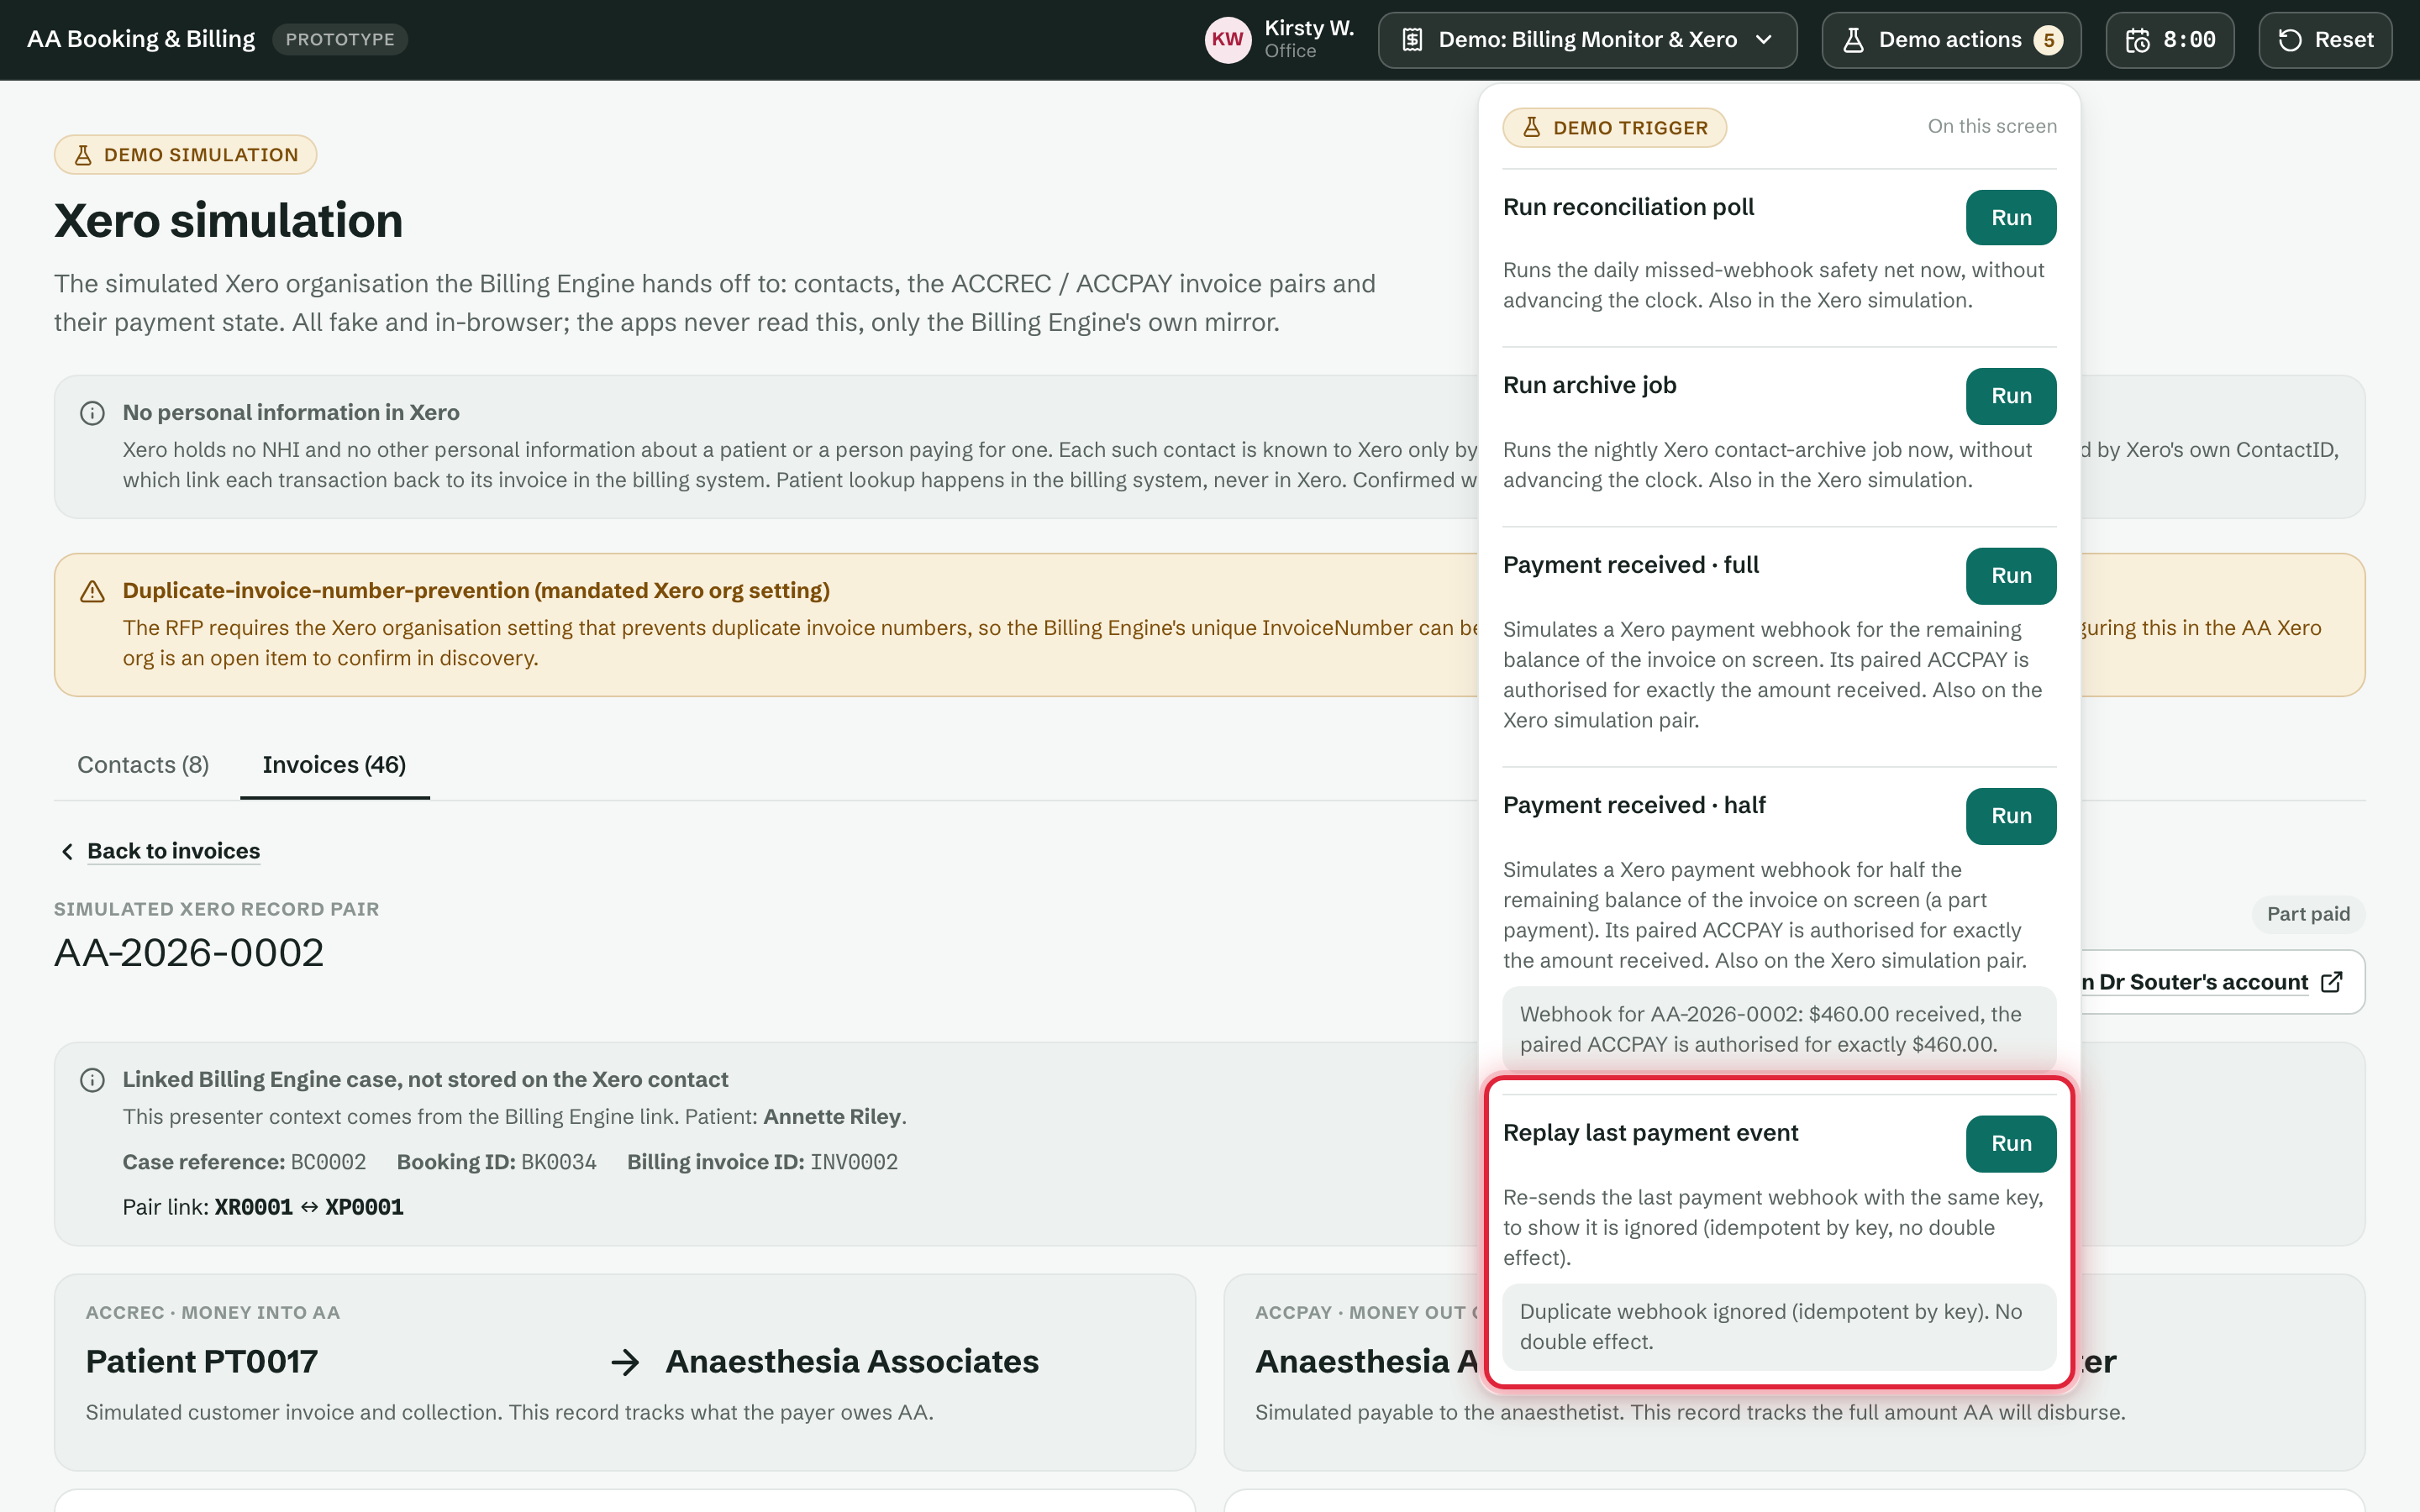 AA Booking & Billing
PROTOTYPE
KW
Kirsty W.
Office
Demo: Billing Monitor & Xero
Demo actions
5
8:00
Reset
DEMO SIMULATION
Xero simulation
The simulated Xero organisation the Billing Engine hands off to: contacts, the ACCREC / ACCPAY invoice pairs and
their payment state. All fake and in-browser; the apps never read this, only the Billing Engine's own mirror.
No personal information in Xero
Xero holds no NHI and no other personal information about a patient or a person paying for one. Each such contact is known to Xero only by
d by Xero's own ContactID,
which link each transaction back to its invoice in the billing system. Patient lookup happens in the billing system, never in Xero. Confirmed w
Duplicate-invoice-number-prevention (mandated Xero org setting)
The RFP requires the Xero organisation setting that prevents duplicate invoice numbers, so the Billing Engine's unique InvoiceNumber can be
guring this in the AA Xero
org is an open item to confirm in discovery.
Contacts (8)
Invoices (46)
Back to invoices
SIMULATED XERO RECORD PAIR
AA-2026-0002
Part paid
n Dr Souter's account
Linked Billing Engine case, not stored on the Xero contact
This presenter context comes from the Billing Engine link. Patient: Annette Riley.
Case reference: BC0002 Booking ID: BK0034 Billing invoice ID: INV0002
Pair link: XR0001 ↔ XP0001
ACCREC · MONEY INTO AA
Patient PT0017 → Anaesthesia Associates
Simulated customer invoice and collection. This record tracks what the payer owes AA.
ACCPAY · MONEY OUT
Anaesthesia A
ter
Simulated payable to the anaesthetist. This record tracks the full amount AA will disburse.
DEMO TRIGGER
On this screen
Run reconciliation poll
Run
Runs the daily missed-webhook safety net now, without
advancing the clock. Also in the Xero simulation.
Run archive job
Run
Runs the nightly Xero contact-archive job now, without
advancing the clock. Also in the Xero simulation.
Payment received · full
Run
Simulates a Xero payment webhook for the remaining
balance of the invoice on screen. Its paired ACCPAY is
authorised for exactly the amount received. Also on the
Xero simulation pair.
Payment received · half
Run
Simulates a Xero payment webhook for half the
remaining balance of the invoice on screen (a part
payment). Its paired ACCPAY is authorised for exactly
the amount received. Also on the Xero simulation pair.
Webhook for AA-2026-0002: $460.00 received, the
paired ACCPAY is authorised for exactly $460.00.
Replay last payment event
Run
Re-sends the last payment webhook with the same key,
to show it is ignored (idempotent by key, no double
effect).
Duplicate webhook ignored (idempotent by key). No
double effect.